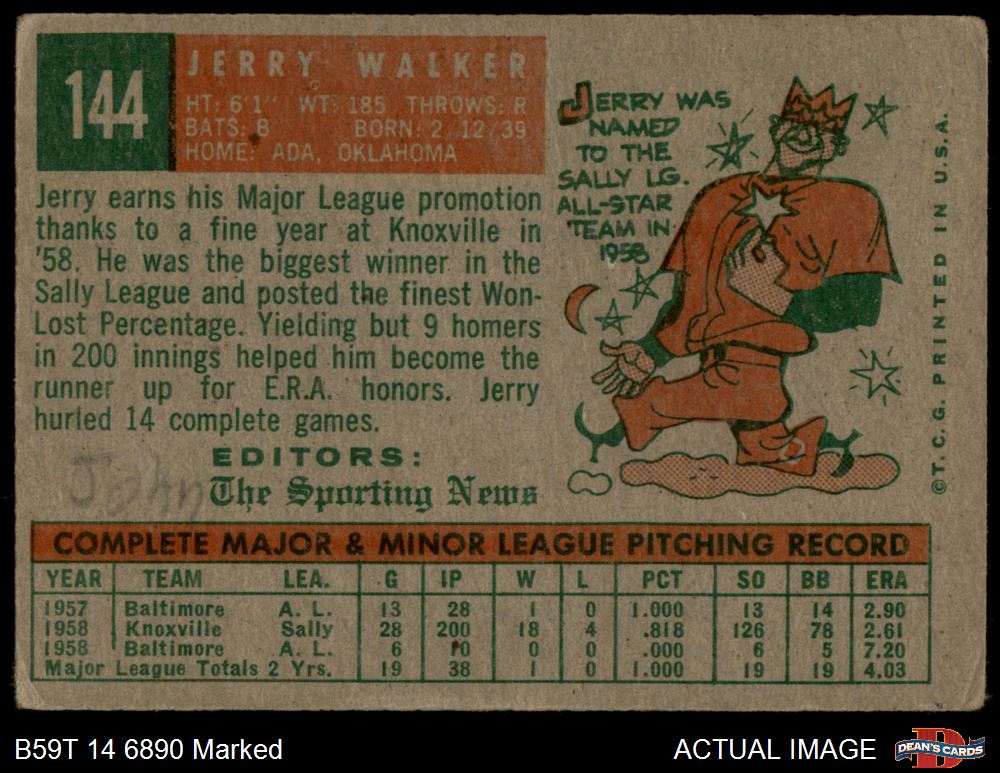 144
JERRY WALKER
HT: 6'1" WT: 185 THROWS: R
BATS: B BORN: 2/12/39
HOME: ADA, OKLAHOMA
Jerry earns his Major League promotion
thanks to a fine year at Knoxville in
'58. He was the biggest winner in the
Sally League and posted the finest Won-
Lost Percentage. Yielding but 9 homers
in 200 innings helped him become the
runner up for E.R.A. honors. Jerry
hurled 14 complete games.
EDITORS:
The Sporting News
John
JERRY WAS
NAMED
TO THE
SALLY LG.
ALL-STAR
TEAM IN
1958
© T. C. G. PRINTED IN U.S.A.
COMPLETE MAJOR & MINOR LEAGUE PITCHING RECORD
YEAR TEAM LEA. G IP W L PCT SO BB ERA
1957 Baltimore A. L. 13 28 1 0 1.000 13 14 2.90
1958 Knoxville Sally 28 200 18 4 .818 126 78 2.61
1958 Baltimore A. L. 6 10 0 0 .000 6 5 7.20
Major League Totals 2 Yrs. 19 38 1 0 1.000 19 19 4.03
B59T 14 6890 Marked
ACTUAL IMAGE
DEAN'S CARDS